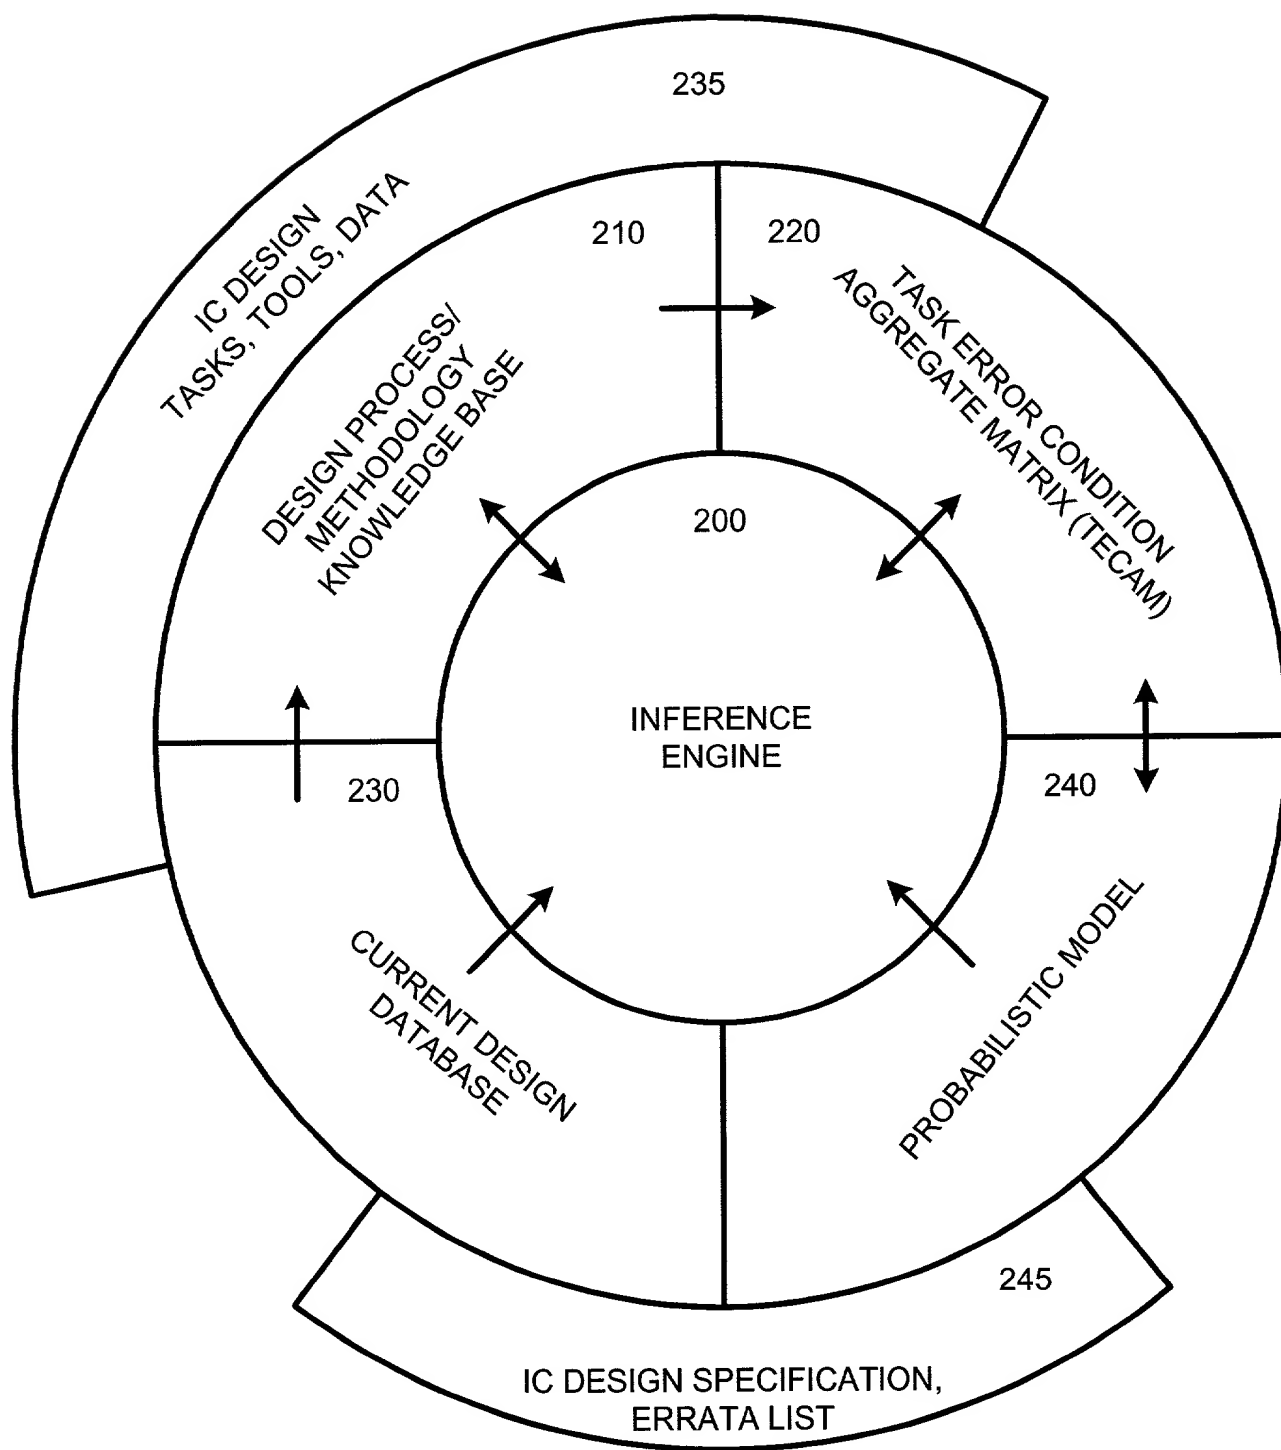 235
IC DESIGN
TASKS, TOOLS, DATA
210
220
DESIGN PROCESS/
METHODOLOGY
KNOWLEDGE BASE
TASK ERROR CONDITION
AGGREGATE MATRIX (TECAM)
200
INFERENCE
ENGINE
230
240
CURRENT DESIGN
DATABASE
PROBABILISTIC MODEL
245
IC DESIGN SPECIFICATION,
ERRATA LIST